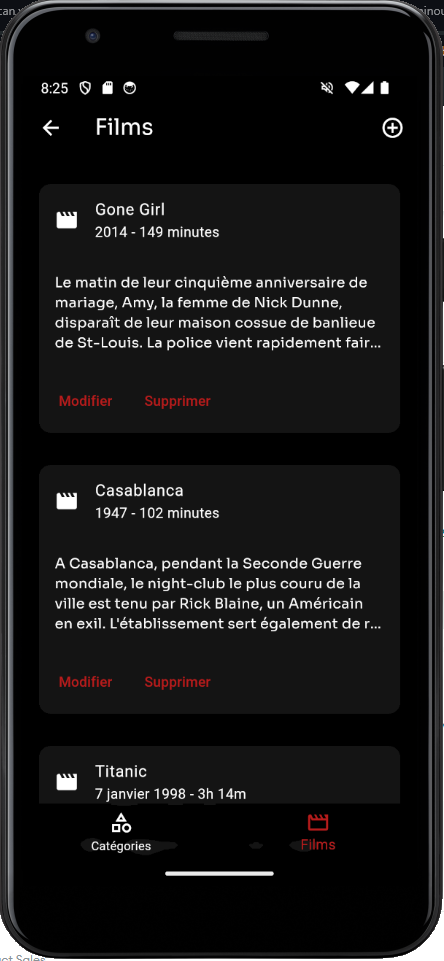 8:25
Films
Gone Girl
2014 - 149 minutes
Le matin de leur cinquième anniversaire de
mariage, Amy, la femme de Nick Dunne,
disparaît de leur maison cossue de banlieue
de St-Louis. La police vient rapidement fair...
Modifier Supprimer
Casablanca
1947 - 102 minutes
A Casablanca, pendant la Seconde Guerre
mondiale, le night-club le plus couru de la
ville est tenu par Rick Blaine, un Américain
en exil. L'établissement sert également de r...
Modifier Supprimer
Titanic
7 janvier 1998 - 3h 14m
Catégories Films